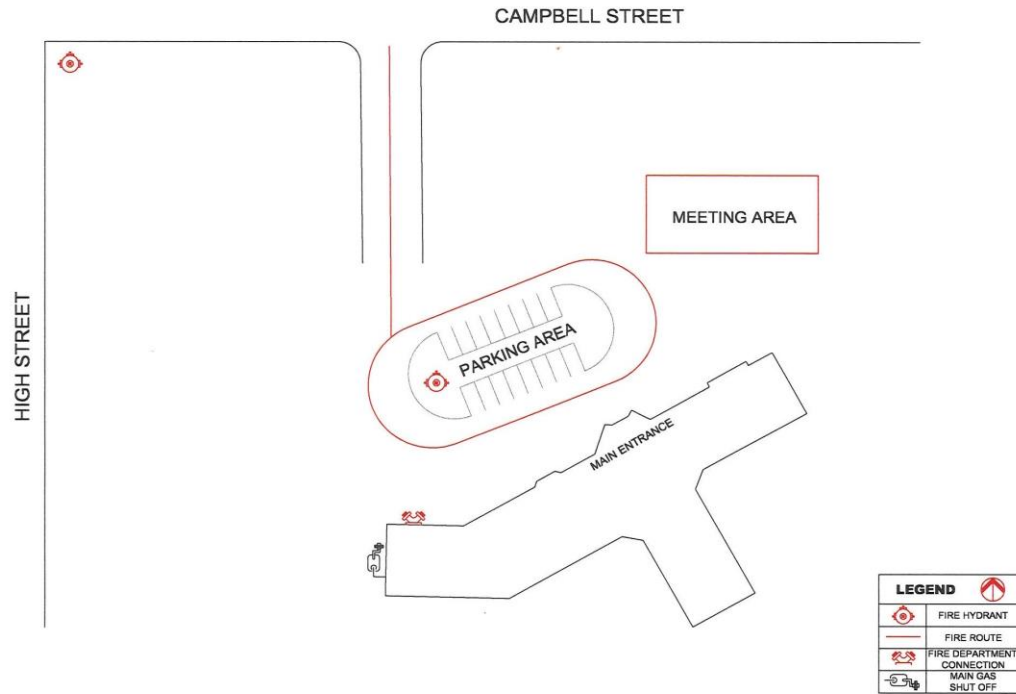 CAMPBELL STREET
MEETING AREA
HIGH STREET
PARKING AREA
MAIN ENTRANCE
LEGEND
FIRE HYDRANT
FIRE ROUTE
FIRE DEPARTMENT
CONNECTION
MAIN GAS
SHUT OFF